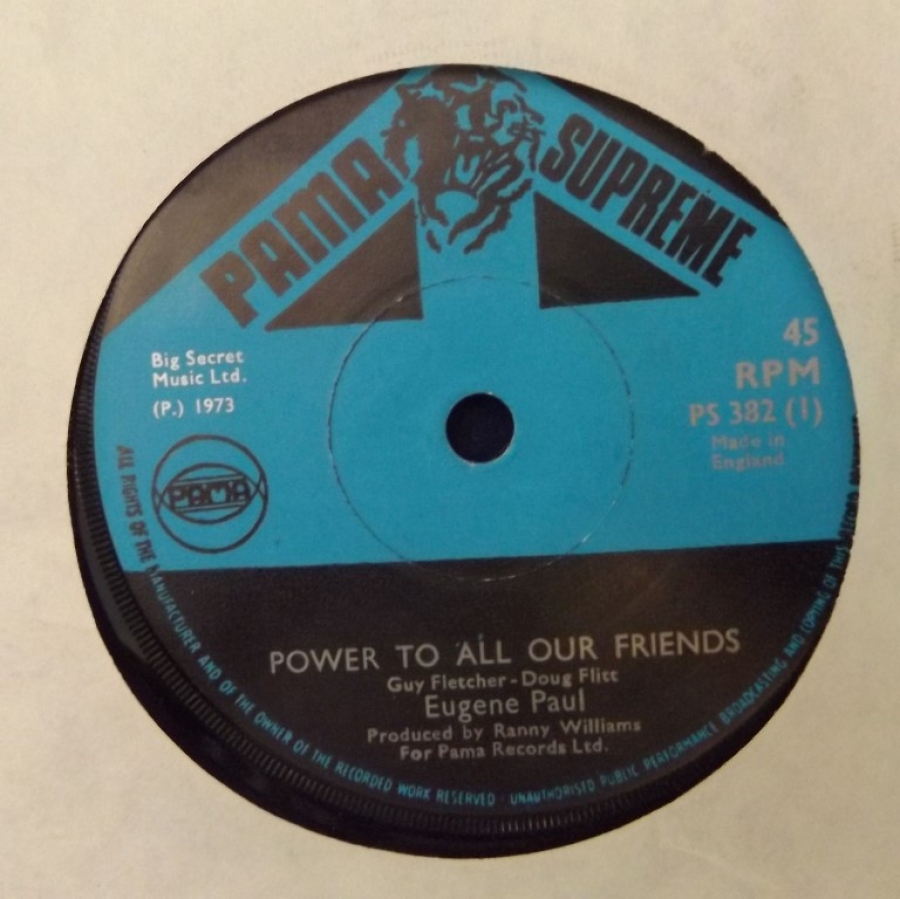 PAMA SUPREME
Big Secret
Music Ltd.
(P.) 1973
45
RPM
PS 382 (1)
Made in
England
PAMA
POWER TO ALL OUR FRIENDS
Guy Fletcher-Doug Flitt
Eugene Paul
Produced by Ranny Williams
For Pama Records Ltd.
ALL RIGHTS OF THE MANUFACTURER AND OF THE OWNER OF THE RECORDED WORK RESERVED · UNAUTHORISED PUBLIC PERFORMANCE BROADCASTING AND COPYING OF THIS RECORD